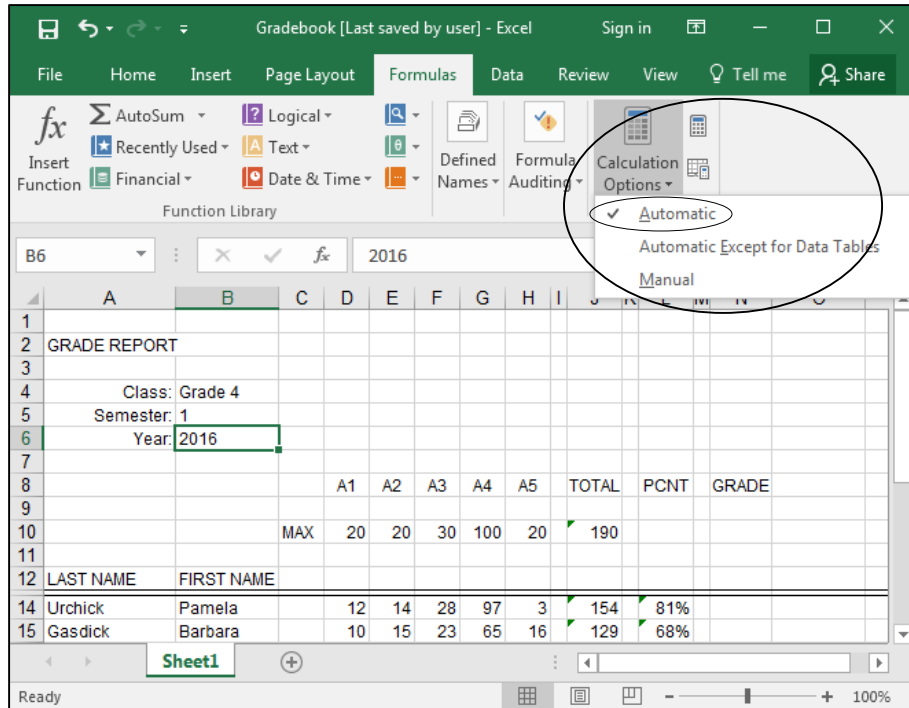 Gradebook [Last saved by user] - Excel Sign in
File Home Insert Page Layout Formulas Data Review View Tell me Share
fx Insert Function
AutoSum Logical
Recently Used Text
Financial Date & Time
Defined Names
Formula Auditing
Calculation Options
Function Library
Automatic
Automatic Except for Data Tables
Manual
B6 fx 2016
A B C D E F G H I J K L M N O
1
2 GRADE REPORT
3
4 Class: Grade 4
5 Semester: 1
6 Year: 2016
7
8 A1 A2 A3 A4 A5 TOTAL PCNT GRADE
9
10 MAX 20 20 30 100 20 190
11
12 LAST NAME FIRST NAME
14 Urchick Pamela 12 14 28 97 3 154 81%
15 Gasdick Barbara 10 15 23 65 16 129 68%
Sheet1
Ready 100%